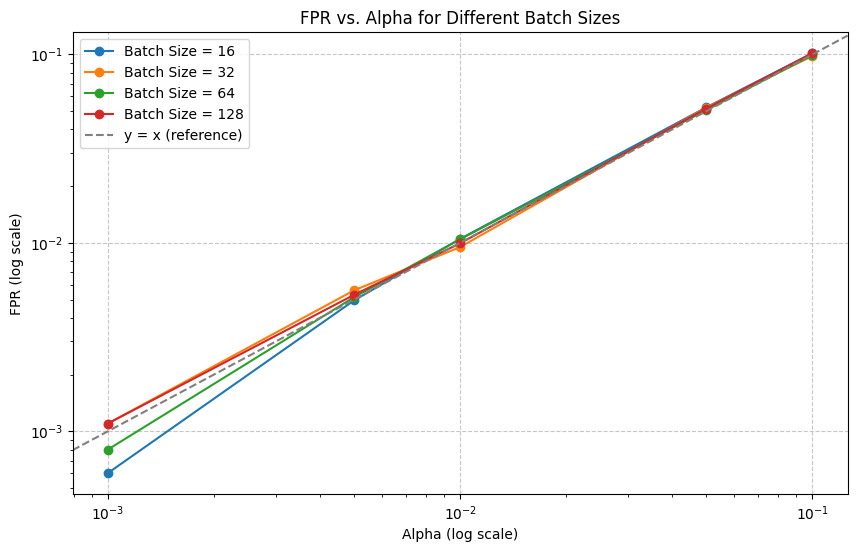 FPR vs. Alpha for Different Batch Sizes
Batch Size = 16
Batch Size = 32
Batch Size = 64
Batch Size = 128
y = x (reference)
10⁻¹
10⁻²
10⁻³
FPR (log scale)
10⁻³ 10⁻² 10⁻¹
Alpha (log scale)